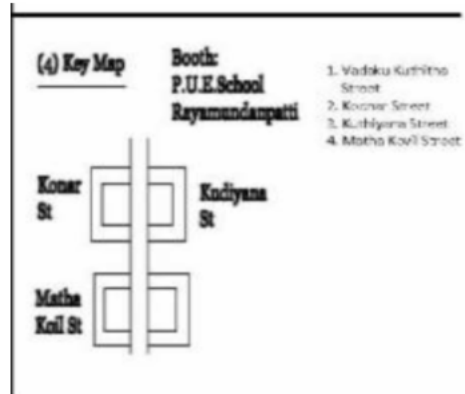 (4) Key Map
Booth:
P.U.E.School
Rayamundanpatti
1. Vadaku Kuthitha
Street
2. Koonar Street
3. Kuthiyana Street
4. Matha Kovil Street
Konar
St
Kudiyana
St
Matha
Koil St